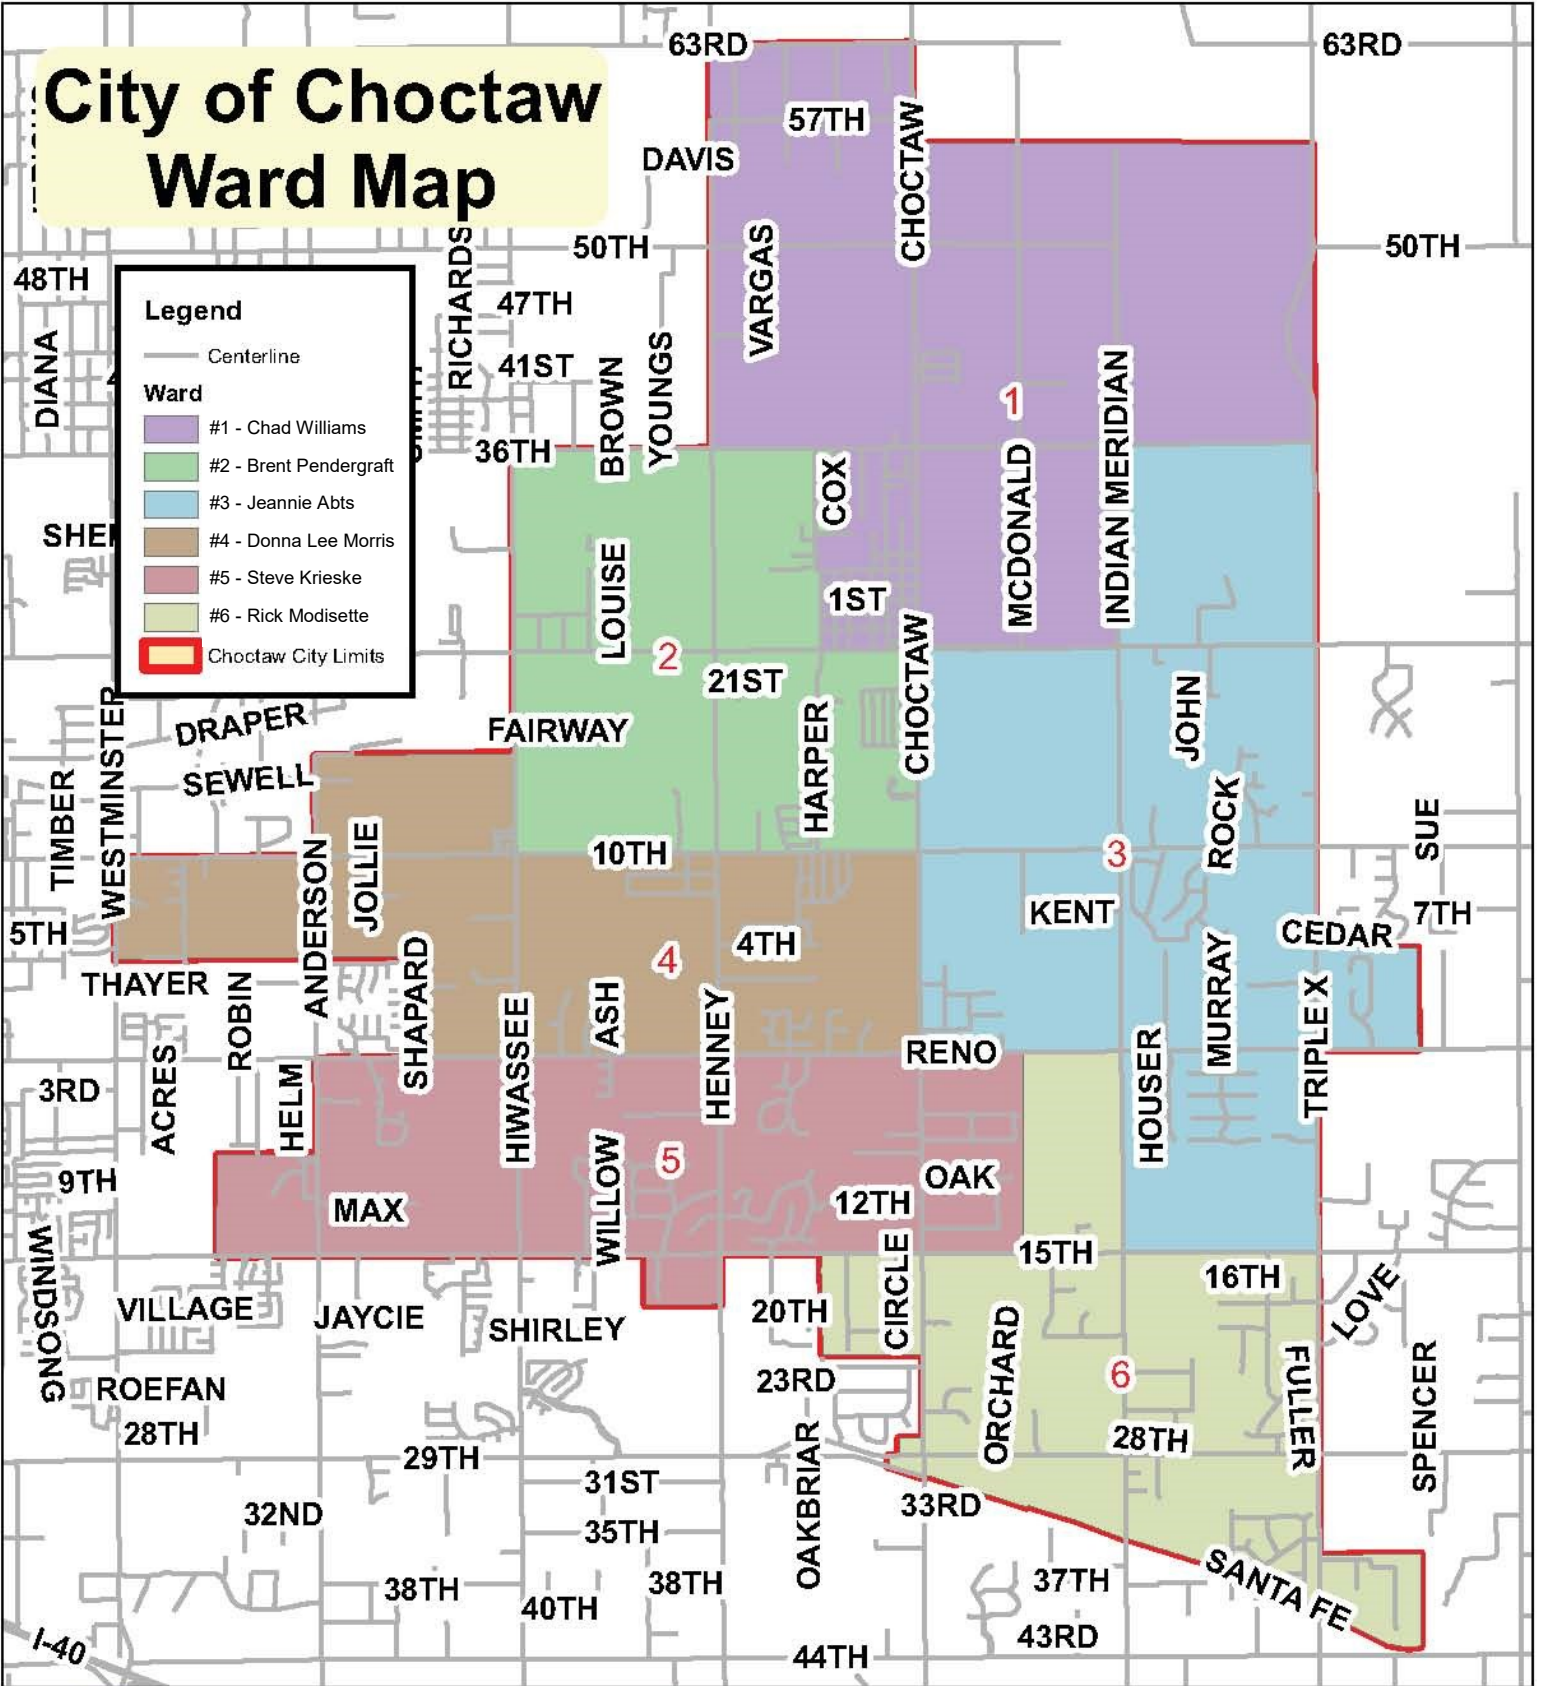 City of Choctaw
Ward Map
63RD
63RD
57TH
DAVIS
CHOCTAW
50TH
50TH
48TH
VARGAS
RICHARDS
47TH
41ST
DIANA
BROWN
YOUNGS
36TH
Legend
Centerline
Ward
#1 - Chad Williams
#2 - Brent Pendergraft
#3 - Jeannie Abts
#4 - Donna Lee Morris
#5 - Steve Krieske
#6 - Rick Modisette
Choctaw City Limits
1
INDIAN MERIDIAN
MCDONALD
COX
LOUISE
1ST
2
21ST
CHOCTAW
JOHN
DRAPER
FAIRWAY
WESTMINSTER
SEWELL
TIMBER
HARPER
ROCK
SUE
JOLLIE
ANDERSON
10TH
3
KENT
7TH
5TH
CEDAR
4TH
4
THAYER
ROBIN
SHAPARD
HIWASSEE
ASH
HENNEY
MURRAY
TRIPLE X
RENO
3RD
ACRES
HELM
HOUSER
9TH
WILLOW
5
OAK
12TH
MAX
WINDSONG
CIRCLE
15TH
16TH
VILLAGE
JAYCIE
SHIRLEY
20TH
LOVE
ORCHARD
6
FULLER
SPENCER
ROEFAN
23RD
28TH
28TH
29TH
OAKBRIAR
31ST
33RD
32ND
35TH
38TH
38TH
37TH
SANTA FE
40TH
43RD
I-40
44TH